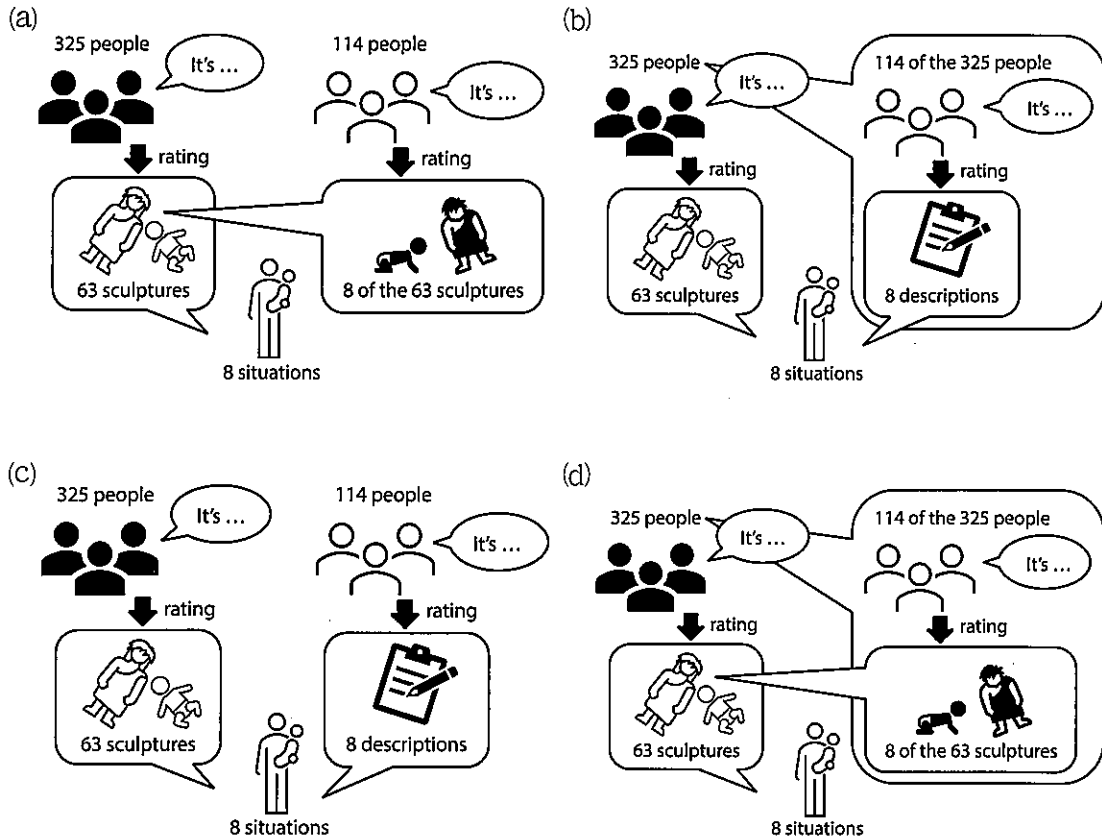 (a)
325 people
It's ...
114 people
It's ...
rating
rating
63 sculptures
8 of the 63 sculptures
8 situations
(b)
325 people
It's ...
114 of the 325 people
It's ...
rating
rating
63 sculptures
8 descriptions
8 situations
(c)
325 people
It's ...
114 people
It's ...
rating
rating
63 sculptures
8 descriptions
8 situations
(d)
325 people
It's ...
114 of the 325 people
It's ...
rating
rating
63 sculptures
8 of the 63 sculptures
8 situations